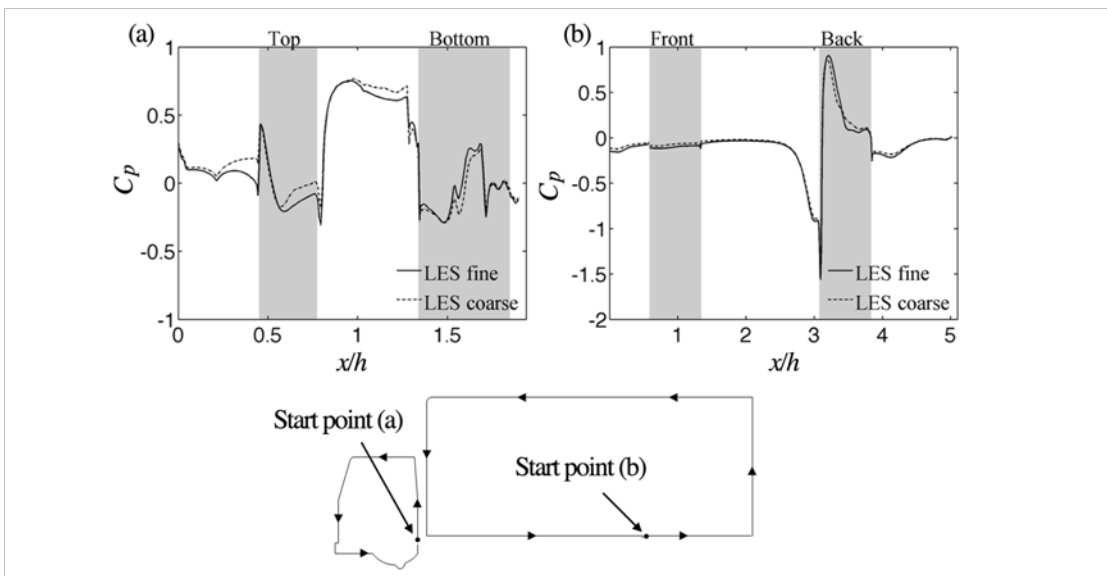 (a)
Top
Bottom
1
0.5
0
-0.5
-1
C_p
0
0.5
1
1.5
x/h
LES fine
LES coarse
(b)
Front
Back
1
0.5
0
-0.5
-1
-1.5
-2
C_p
0
1
2
3
4
5
x/h
LES fine
LES coarse
Start point (a)
Start point (b)